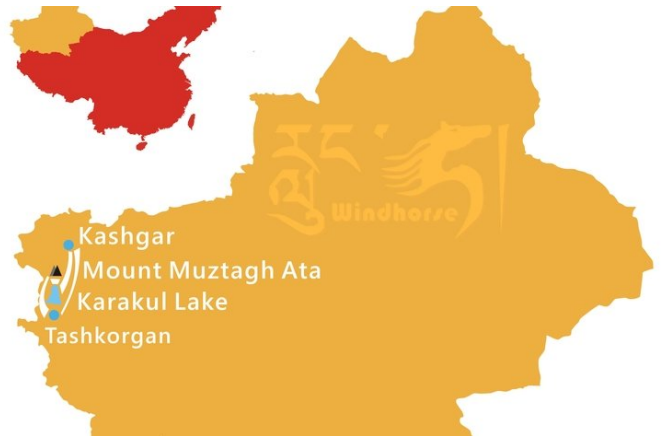 རྟ
Windhorse
Kashgar
Mount Muztagh Ata
Karakul Lake
Tashkorgan